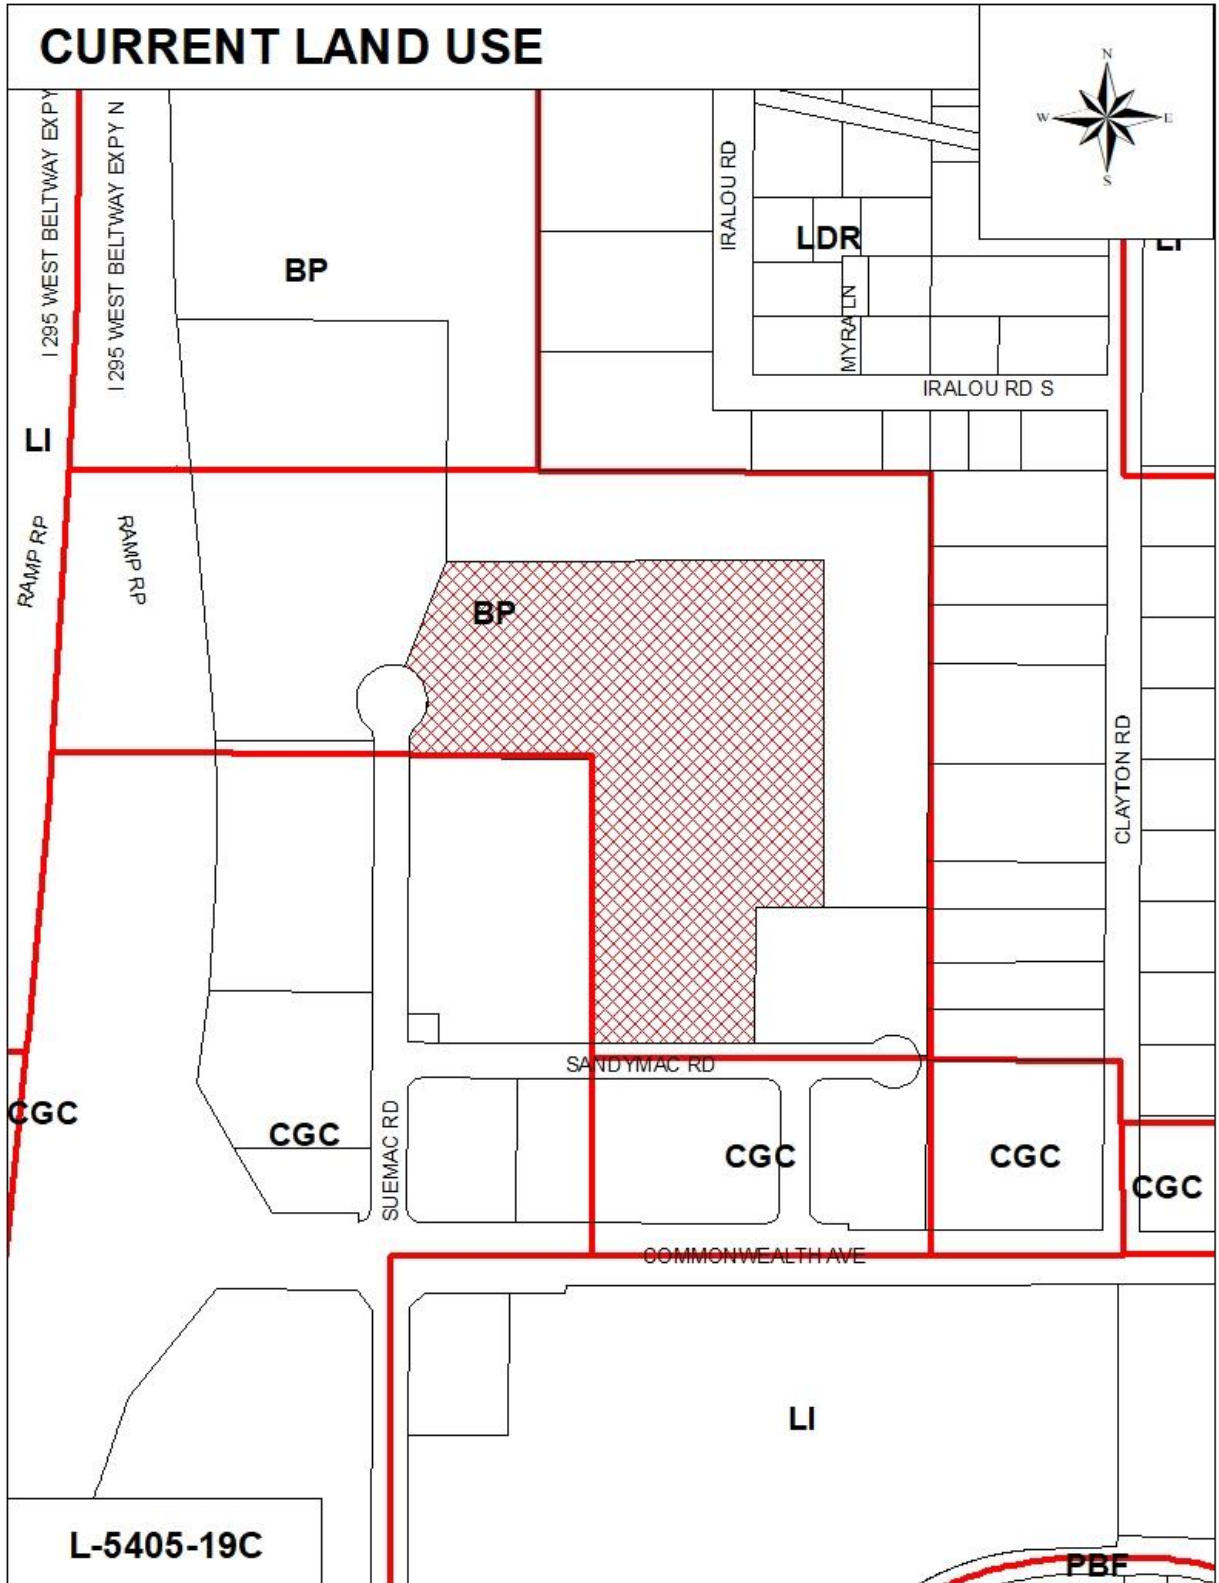 CURRENT LAND USE
N
W
E
S
I 295 WEST BELTWAY EXPY
I 295 WEST BELTWAY EXPY N
IRALOU RD
LDR
LI
BP
MYRA LN
IRALOU RD S
LI
RAMP RP
RAMP RP
BP
CLAYTON RD
SANDYMAC RD
CGC
CGC
SUEMAC RD
CGC
CGC
CGC
COMMONWEALTH AVE
LI
L-5405-19C
PBF